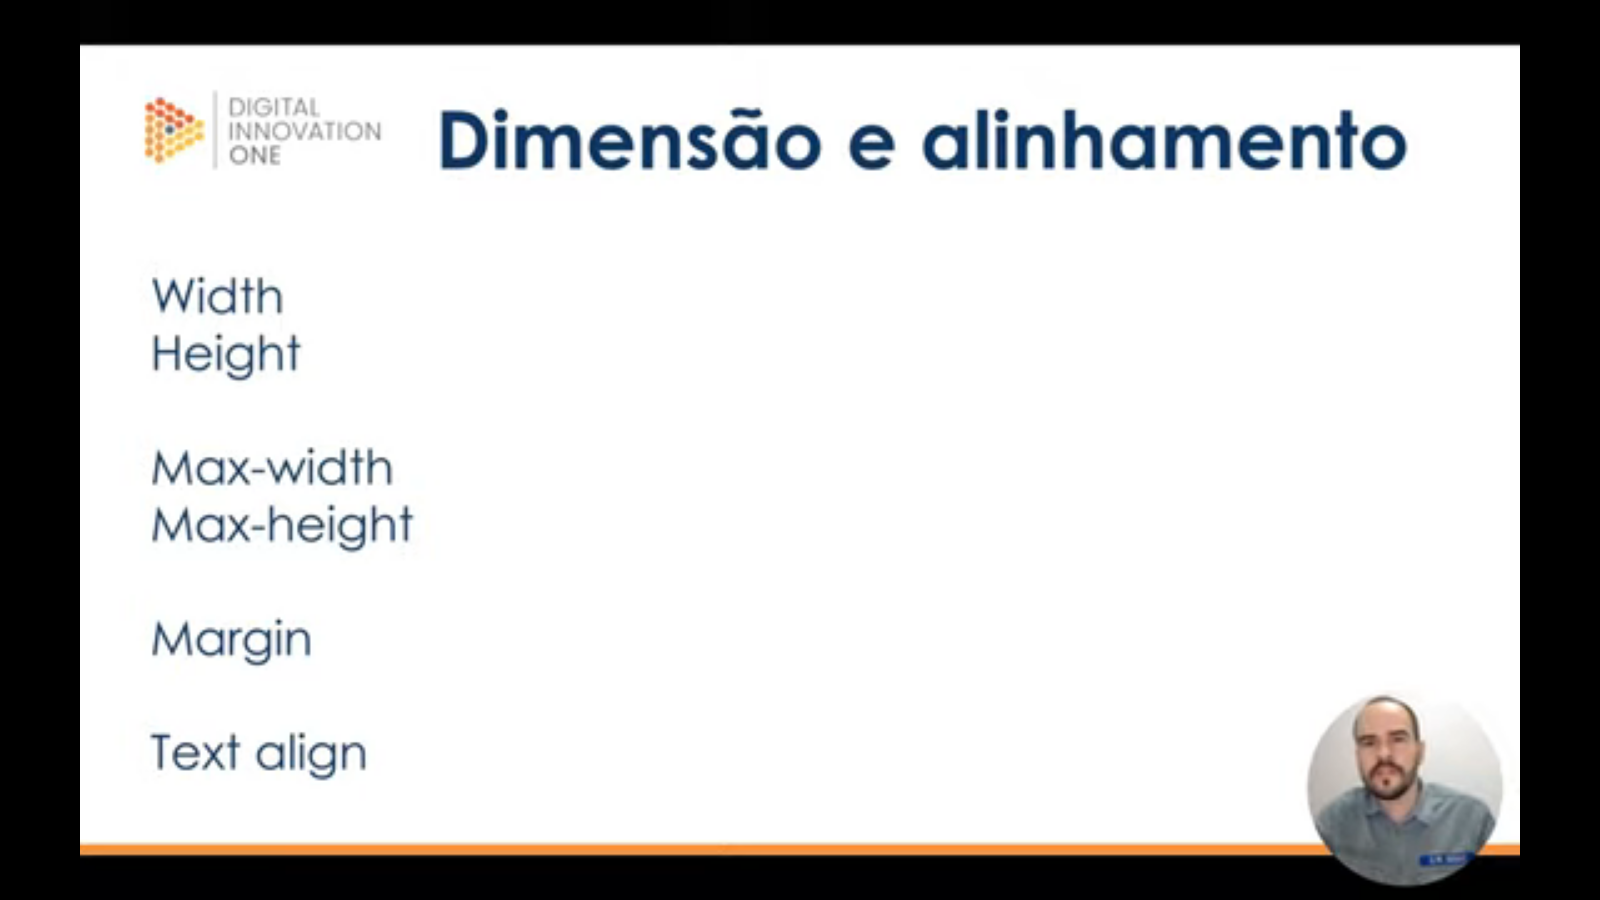 DIGITAL
INNOVATION
ONE
Dimensão e alinhamento
Width
Height
Max-width
Max-height
Margin
Text align